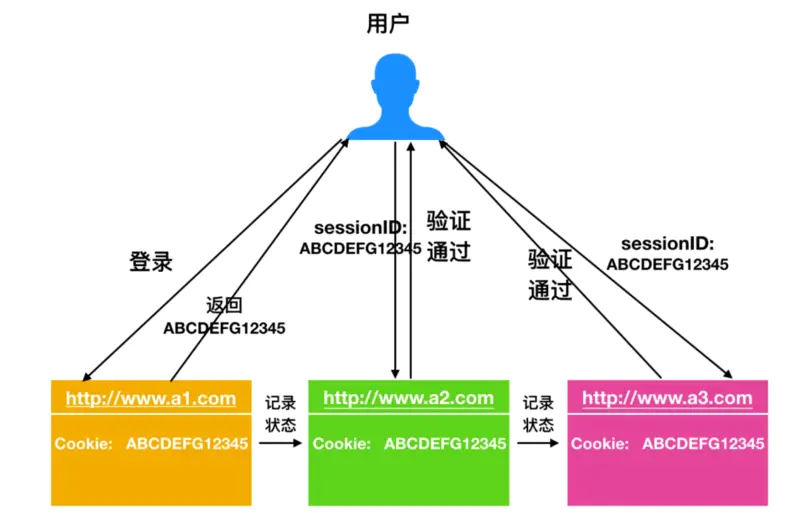 用户
sessionID:
ABCDEFG12345
验证
通过
sessionID:
ABCDEFG12345
登录
验证
通过
返回
ABCDEFG12345
http://www.a1.com
记录
状态
http://www.a2.com
记录
状态
http://www.a3.com
Cookie: ABCDEFG12345
Cookie: ABCDEFG12345
Cookie: ABCDEFG12345